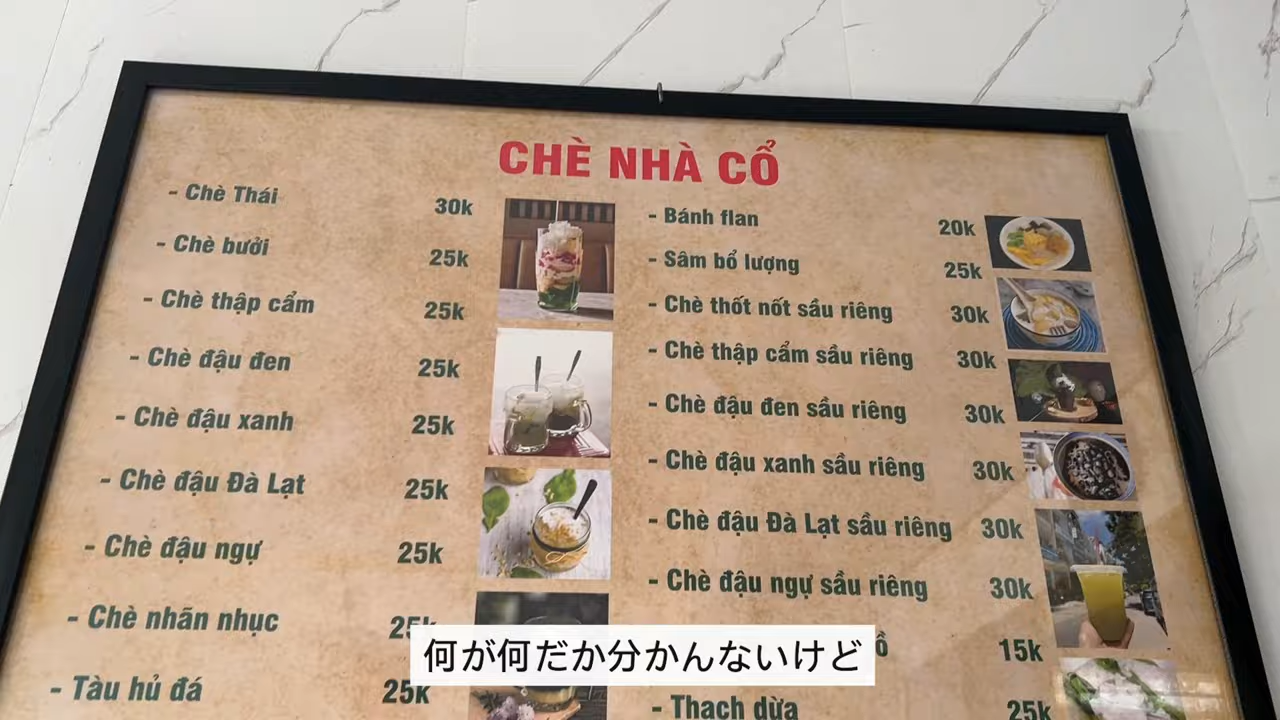 CHÈ NHÀ CỔ
- Chè Thái 30k
- Chè bưởi 25k
- Chè thập cẩm 25k
- Chè đậu đen 25k
- Chè đậu xanh 25k
- Chè đậu Đà Lạt 25k
- Chè đậu ngự 25k
- Chè nhãn nhục
- Tàu hủ đá 25k
- Bánh flan 20k
- Sâm bổ lượng 25k
- Chè thốt nốt sầu riêng 30k
- Chè thập cẩm sầu riêng 30k
- Chè đậu đen sầu riêng 30k
- Chè đậu xanh sầu riêng 30k
- Chè đậu Đà Lạt sầu riêng 30k
- Chè đậu ngự sầu riêng 30k
15k
- Thạch dừa 25k
何が何だか分かんないけど